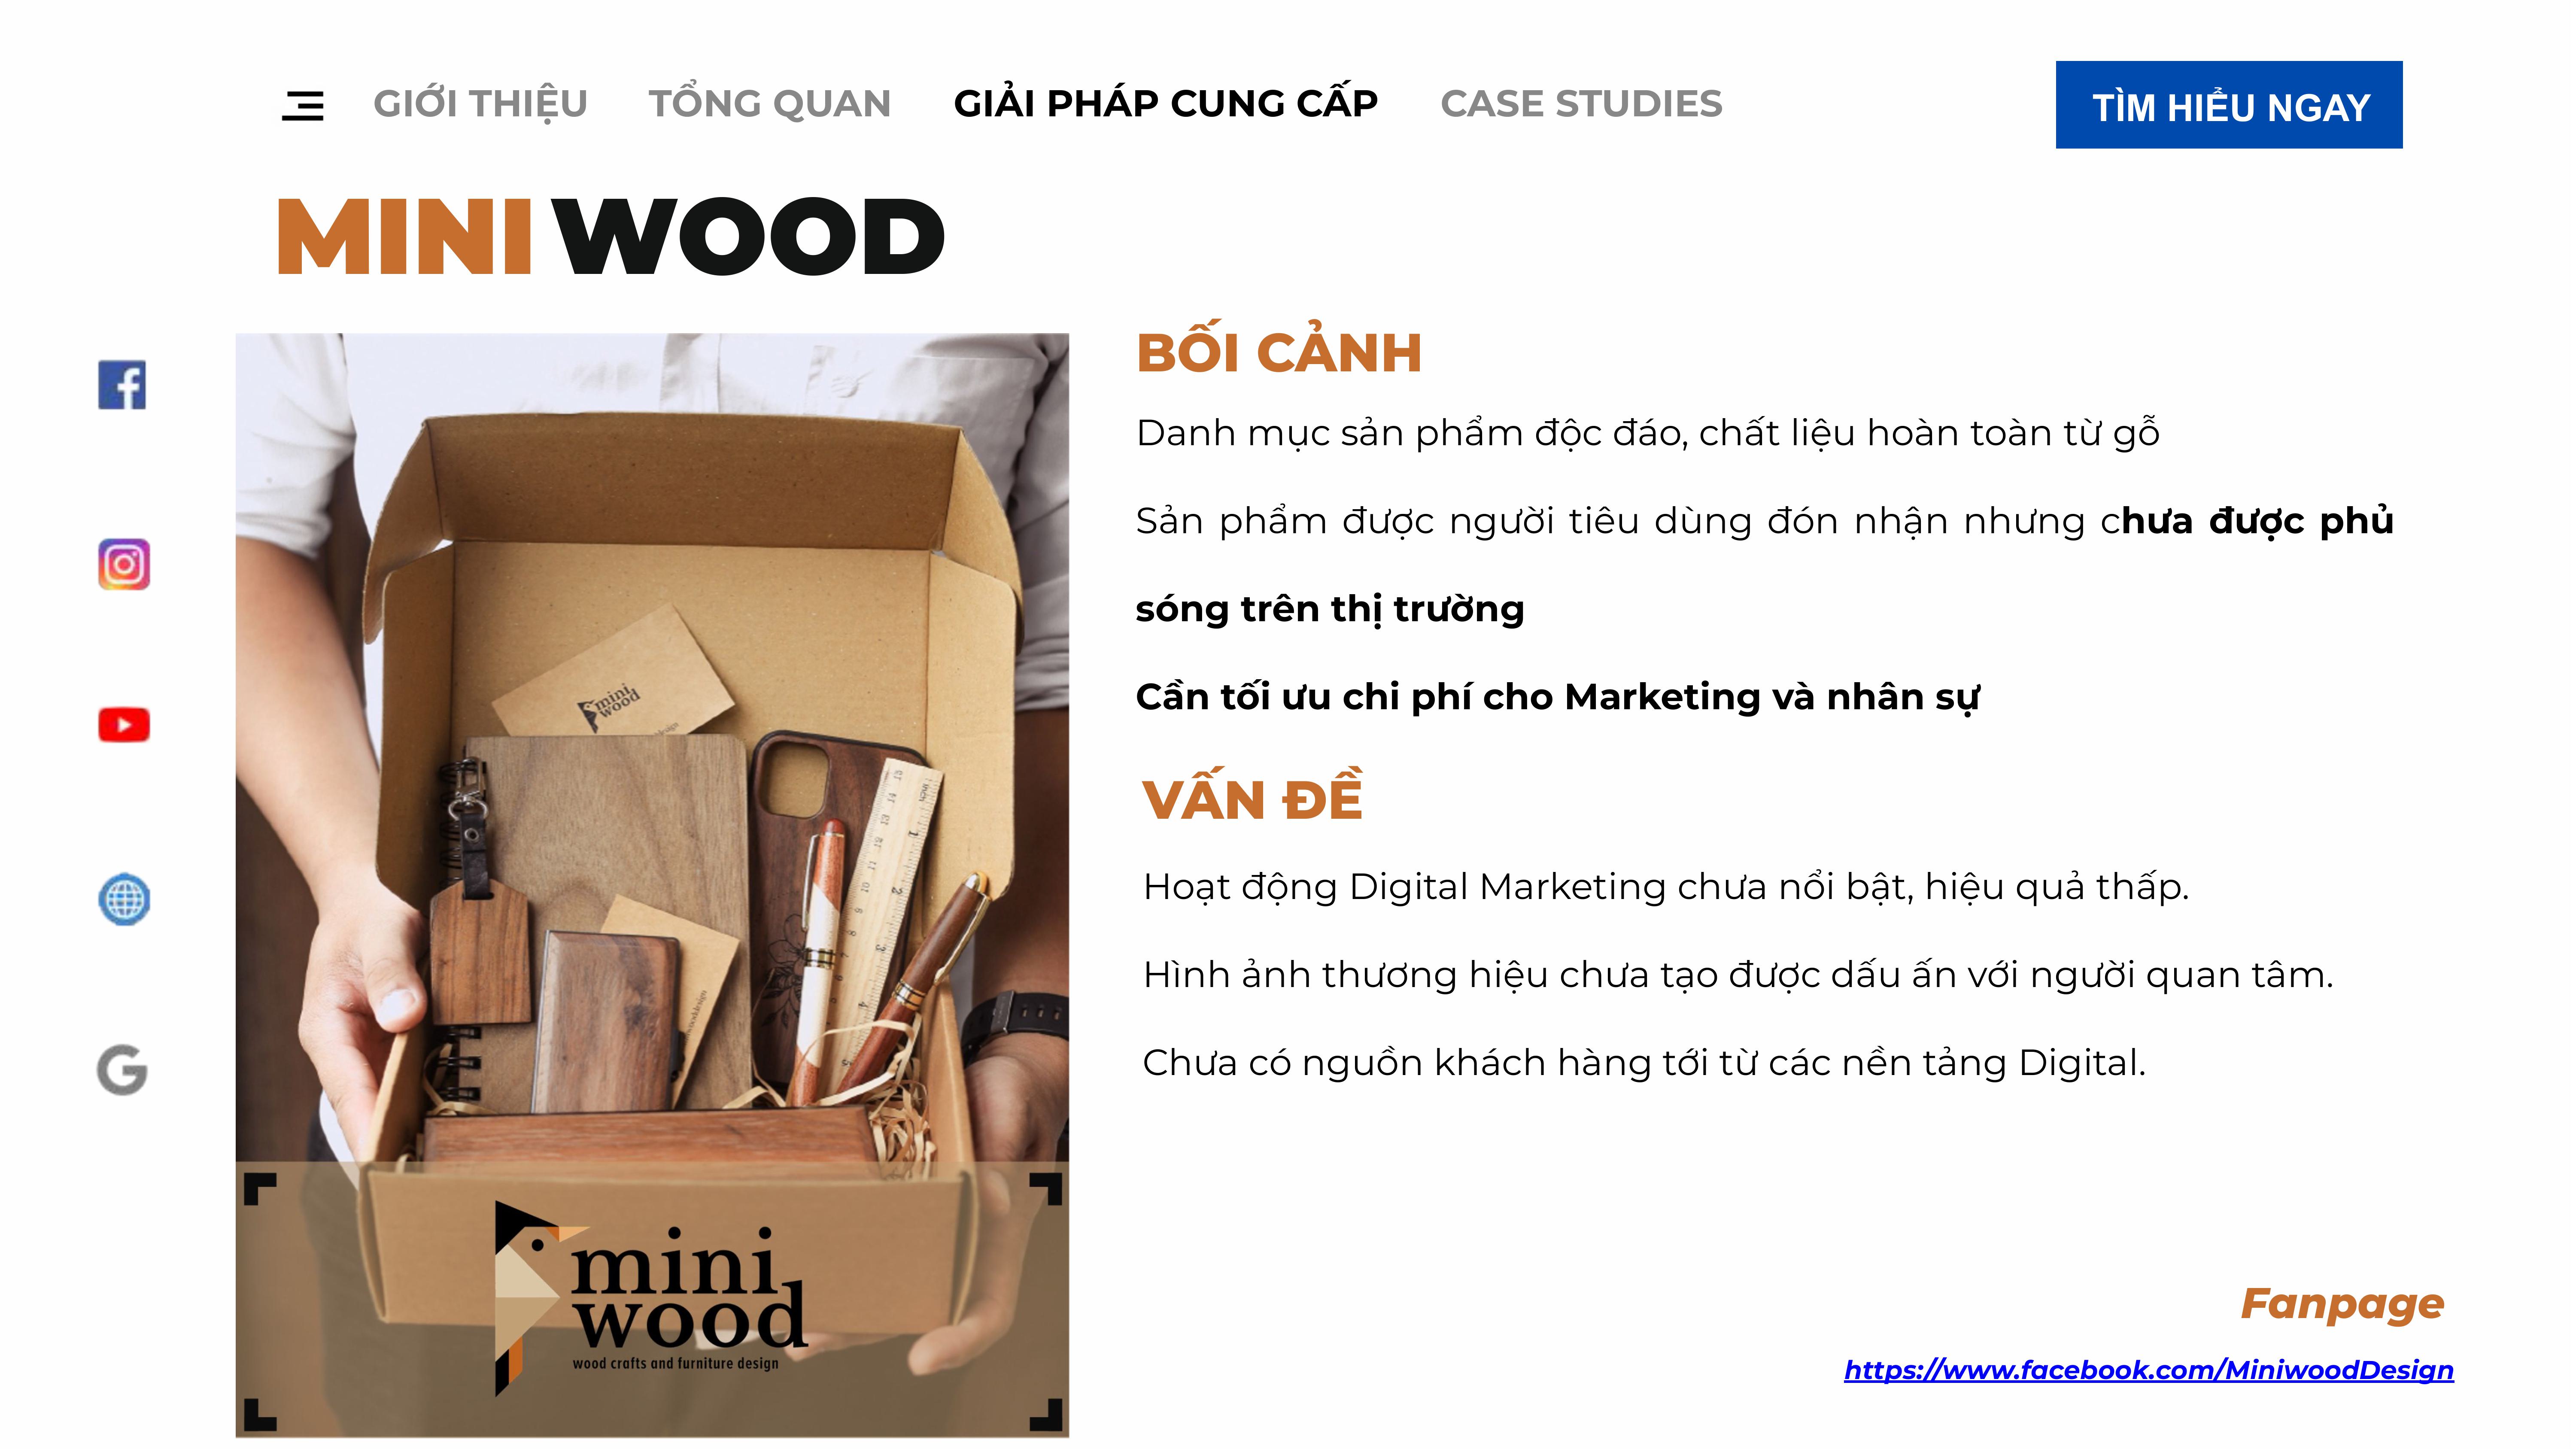 GIỚI THIỆU TỔNG QUAN GIẢI PHÁP CUNG CẤP CASE STUDIES TÌM HIỂU NGAY
MINI WOOD
BỐI CẢNH
Danh mục sản phẩm độc đáo, chất liệu hoàn toàn từ gỗ
Sản phẩm được người tiêu dùng đón nhận nhưng chưa được phủ
sóng trên thị trường
Cần tối ưu chi phí cho Marketing và nhân sự
VẤN ĐỀ
Hoạt động Digital Marketing chưa nổi bật, hiệu quả thấp.
Hình ảnh thương hiệu chưa tạo được dấu ấn với người quan tâm.
Chưa có nguồn khách hàng tới từ các nền tảng Digital.
mini
wood
mini
wood
wood crafts and furniture design
Fanpage
https://www.facebook.com/MiniwoodDesign